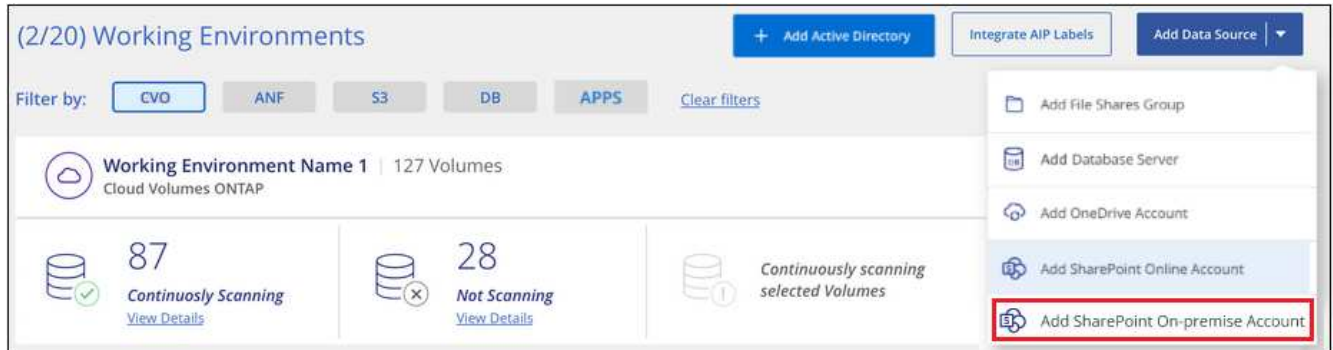 (2/20) Working Environments
+ Add Active Directory
Integrate AIP Labels
Add Data Source
Filter by:
CVO
ANF
S3
DB
APPS
Clear filters
Add File Shares Group
DB
Add Database Server
Add OneDrive Account
S
Add SharePoint Online Account
S
Add SharePoint On-premise Account
Working Environment Name 1 | 127 Volumes
Cloud Volumes ONTAP
87
Continuosly Scanning
View Details
28
Not Scanning
View Details
Continuously scanning
selected Volumes